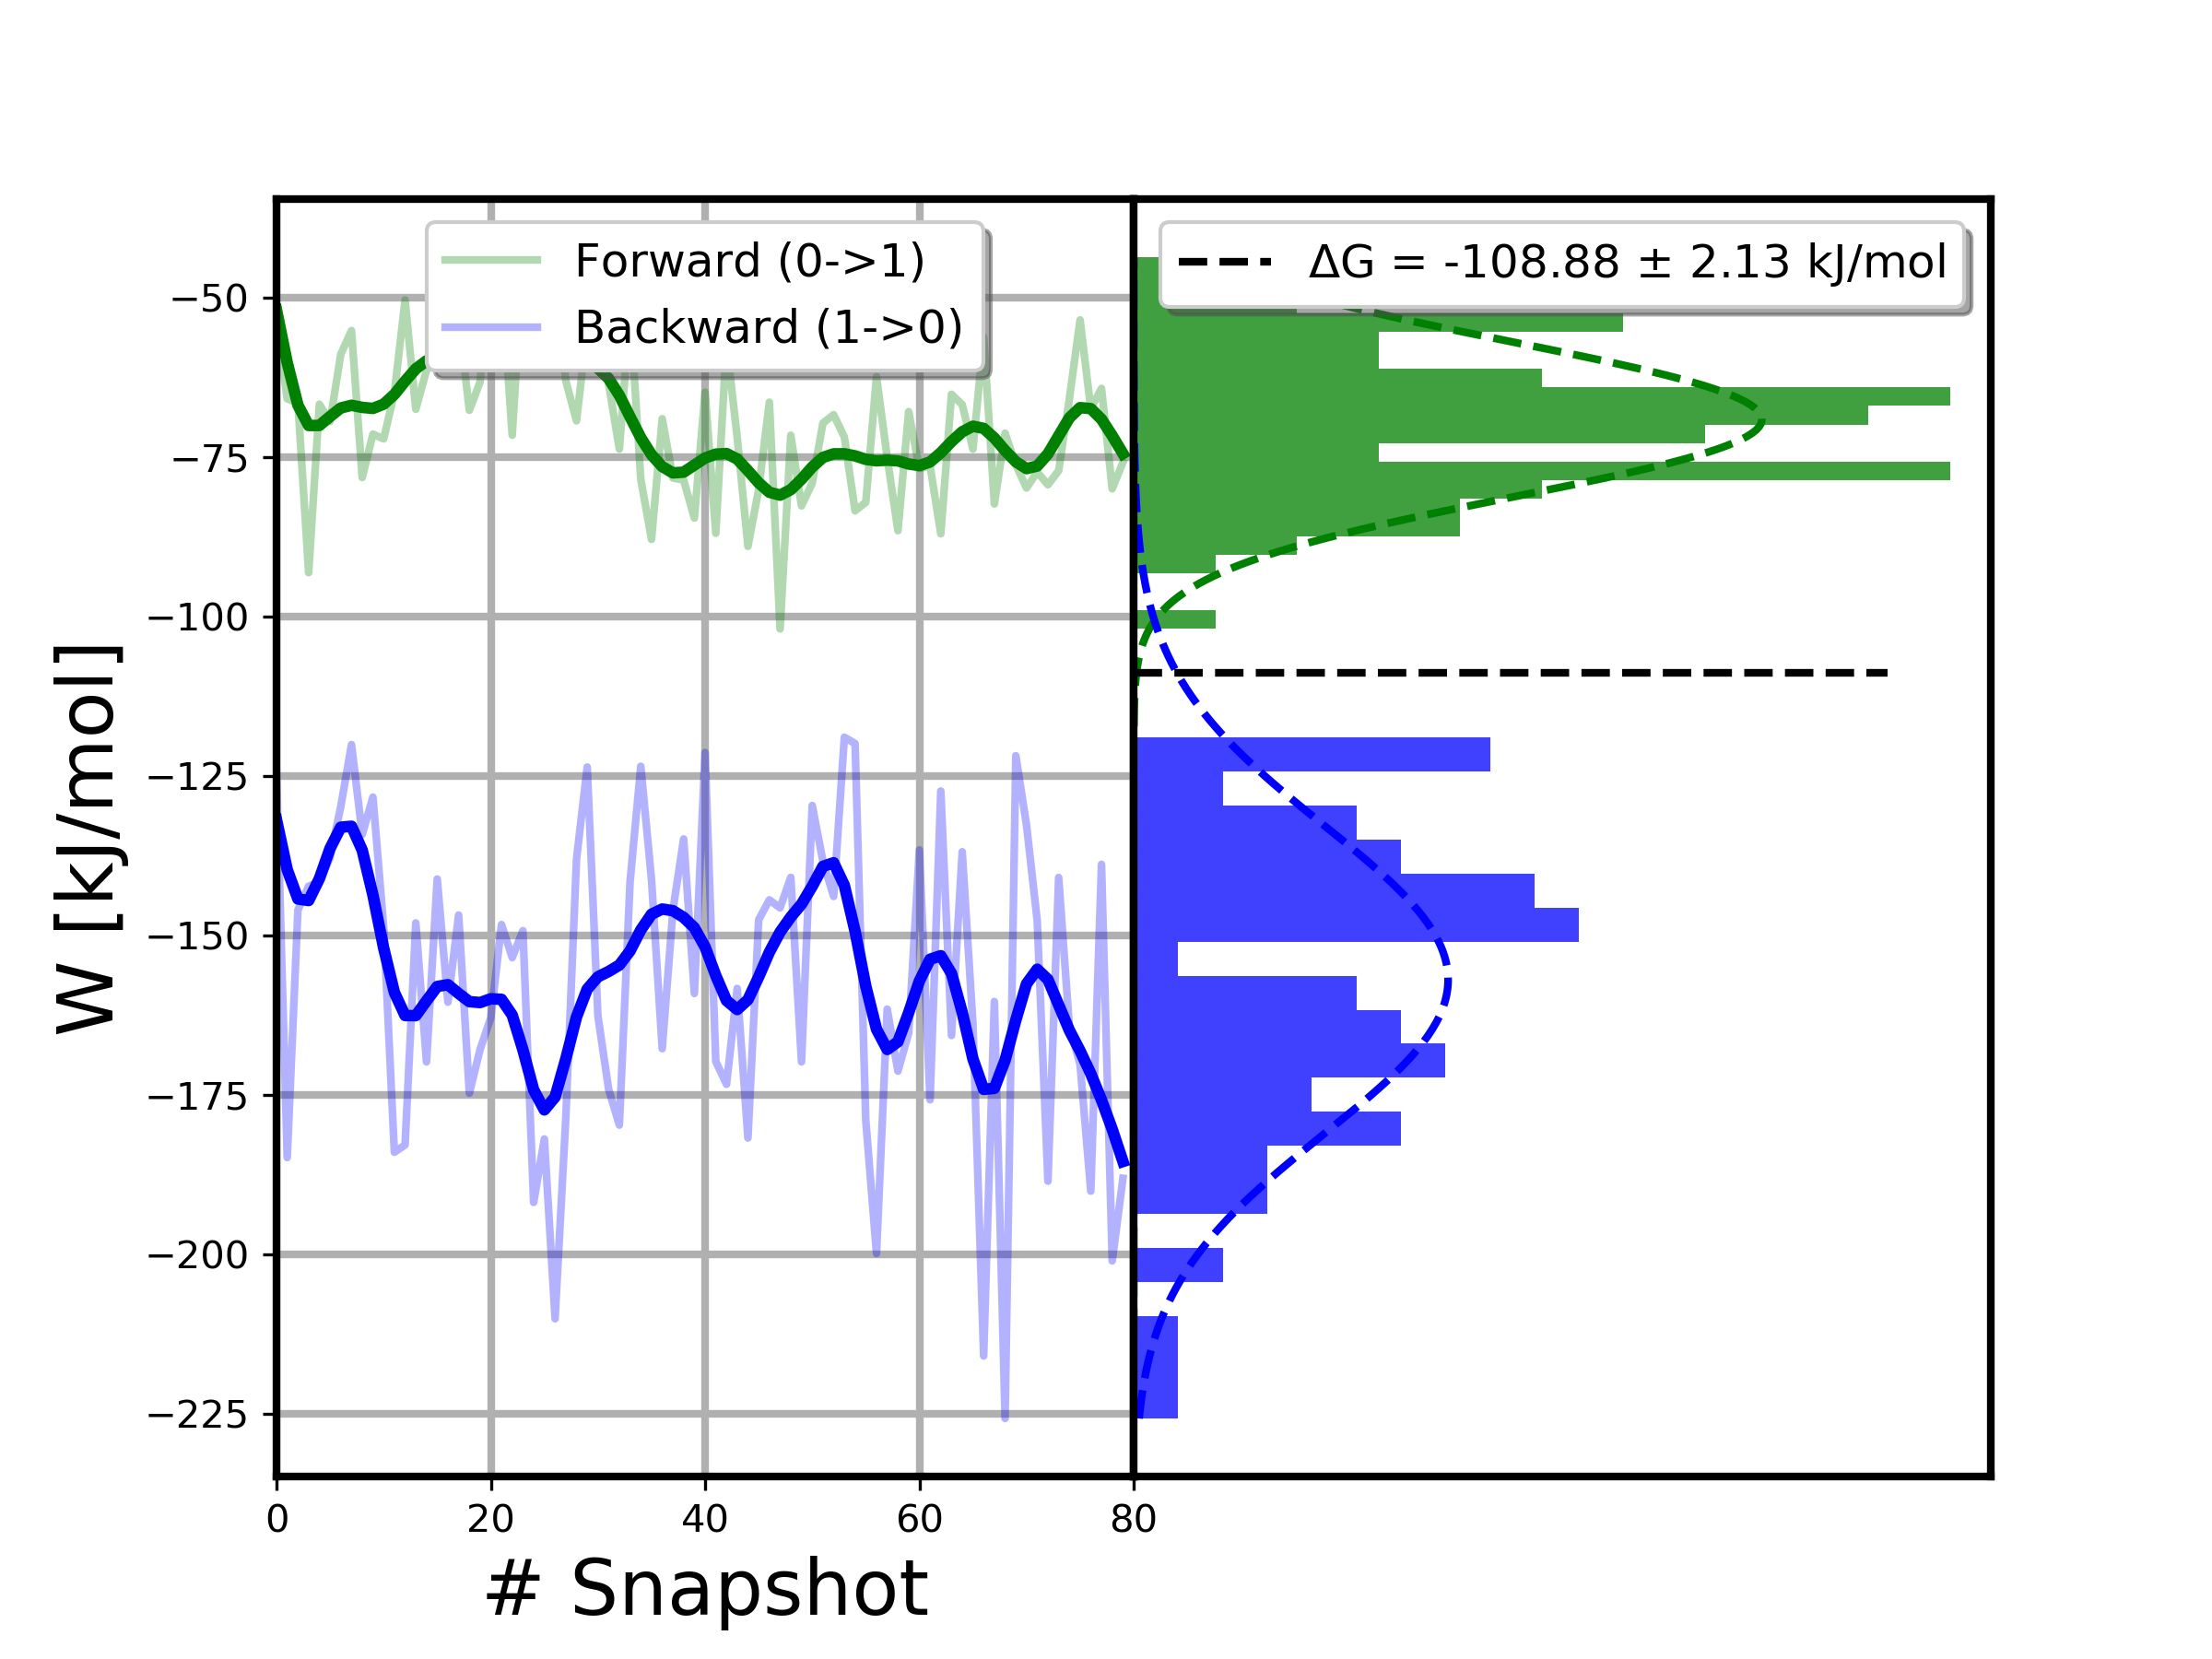 Forward (0->1)
Backward (1->0)
ΔG = -108.88 ± 2.13 kJ/mol
W [kJ/mol]
−50
−75
−100
−125
−150
−175
−200
−225
0 20 40 60 80
# Snapshot